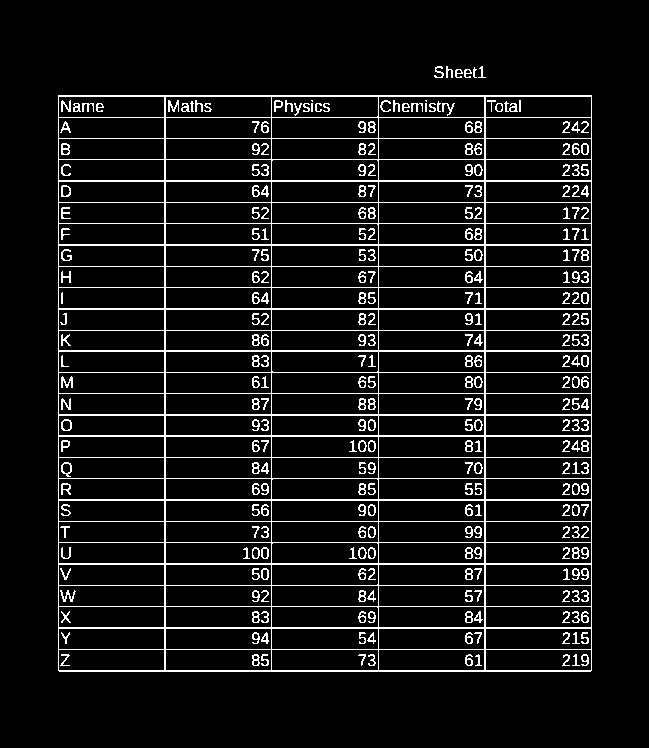 Sheet1
Name Maths Physics Chemistry Total
A 76 98 68 242
B 92 82 86 260
C 53 92 90 235
D 64 87 73 224
E 52 68 52 172
F 51 52 68 171
G 75 53 50 178
H 62 67 64 193
I 64 85 71 220
J 52 82 91 225
K 86 93 74 253
L 83 71 86 240
M 61 65 80 206
N 87 88 79 254
O 93 90 50 233
P 67 100 81 248
Q 84 59 70 213
R 69 85 55 209
S 56 90 61 207
T 73 60 99 232
U 100 100 89 289
V 50 62 87 199
W 92 84 57 233
X 83 69 84 236
Y 94 54 67 215
Z 85 73 61 219